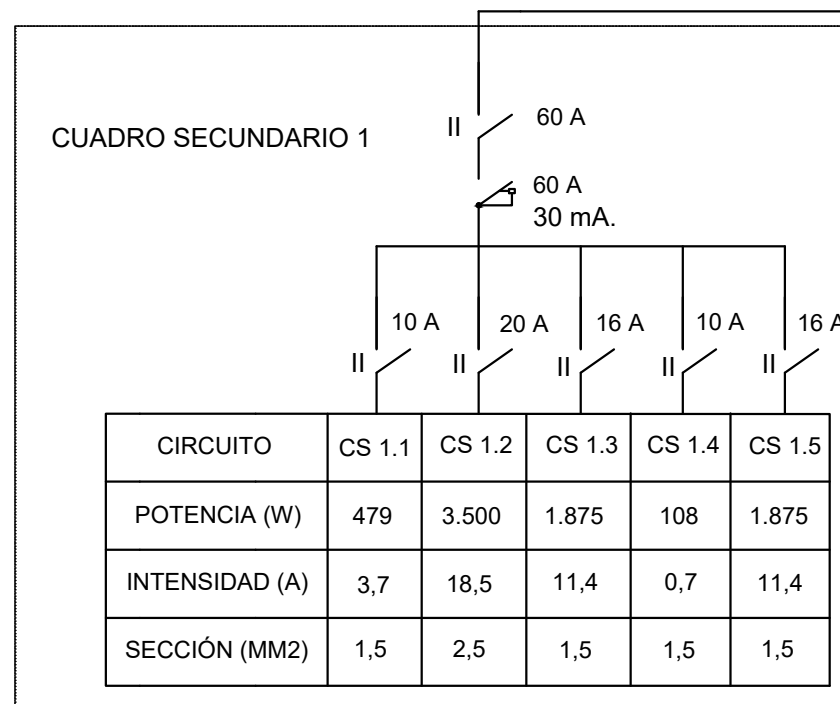 CUADRO SECUNDARIO 1
II 60 A
60 A
30 mA.
10 A 20 A 16 A 10 A 16 A
II II II II II
CIRCUITO CS 1.1 CS 1.2 CS 1.3 CS 1.4 CS 1.5
POTENCIA (W) 479 3.500 1.875 108 1.875
INTENSIDAD (A) 3,7 18,5 11,4 0,7 11,4
SECCIÓN (MM2) 1,5 2,5 1,5 1,5 1,5